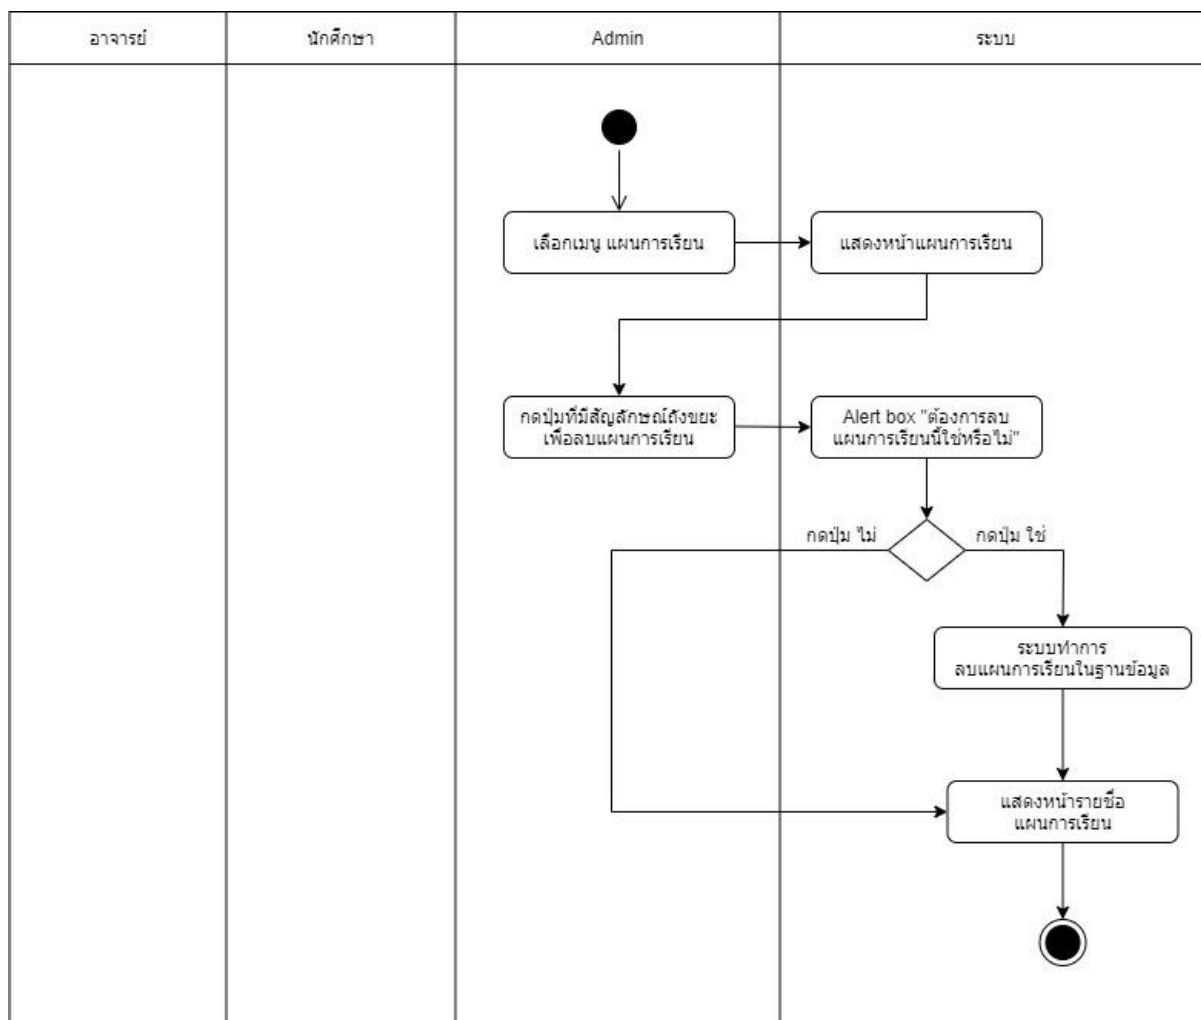 อาจารย์
นักศึกษา
Admin
ระบบ
เลือกเมนู แผนการเรียน
แสดงหน้าแผนการเรียน
กดปุ่มที่มีสัญลักษณ์ถังขยะ
เพื่อลบแผนการเรียน
Alert box "ต้องการลบ
แผนการเรียนนี้ใช่หรือไม่"
กดปุ่ม ไม่
กดปุ่ม ใช่
ระบบทำการ
ลบแผนการเรียนในฐานข้อมูล
แสดงหน้ารายชื่อ
แผนการเรียน